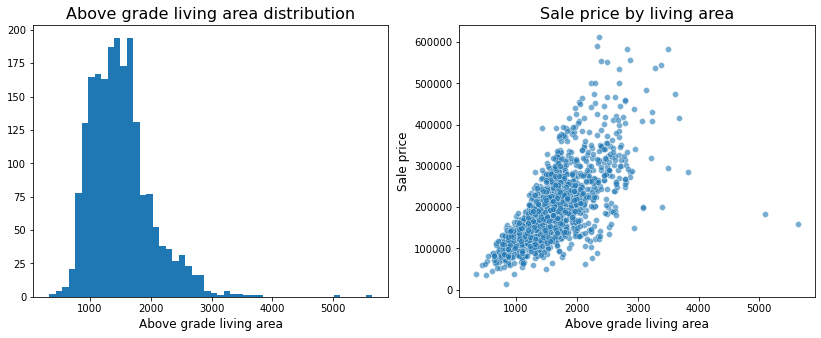 Above grade living area distribution
200
175
150
125
100
75
50
25
0
1000 2000 3000 4000 5000
Above grade living area
Sale price by living area
Sale price
600000
500000
400000
300000
200000
100000
0
1000 2000 3000 4000 5000
Above grade living area